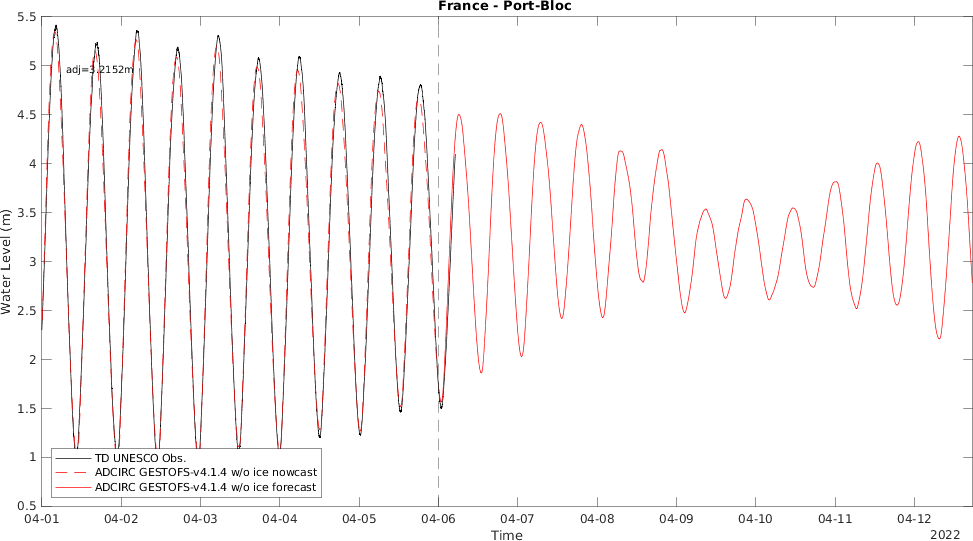 France - Port-Bloc
5.5
5
4.5
4
3.5
3
2.5
2
1.5
1
0.5
Water Level (m)
adj=3.2152m
TD UNESCO Obs.
ADCIRC GESTOFS-v4.1.4 w/o ice nowcast
ADCIRC GESTOFS-v4.1.4 w/o ice forecast
04-01 04-02 04-03 04-04 04-05 04-06 04-07 04-08 04-09 04-10 04-11 04-12
2022
Time